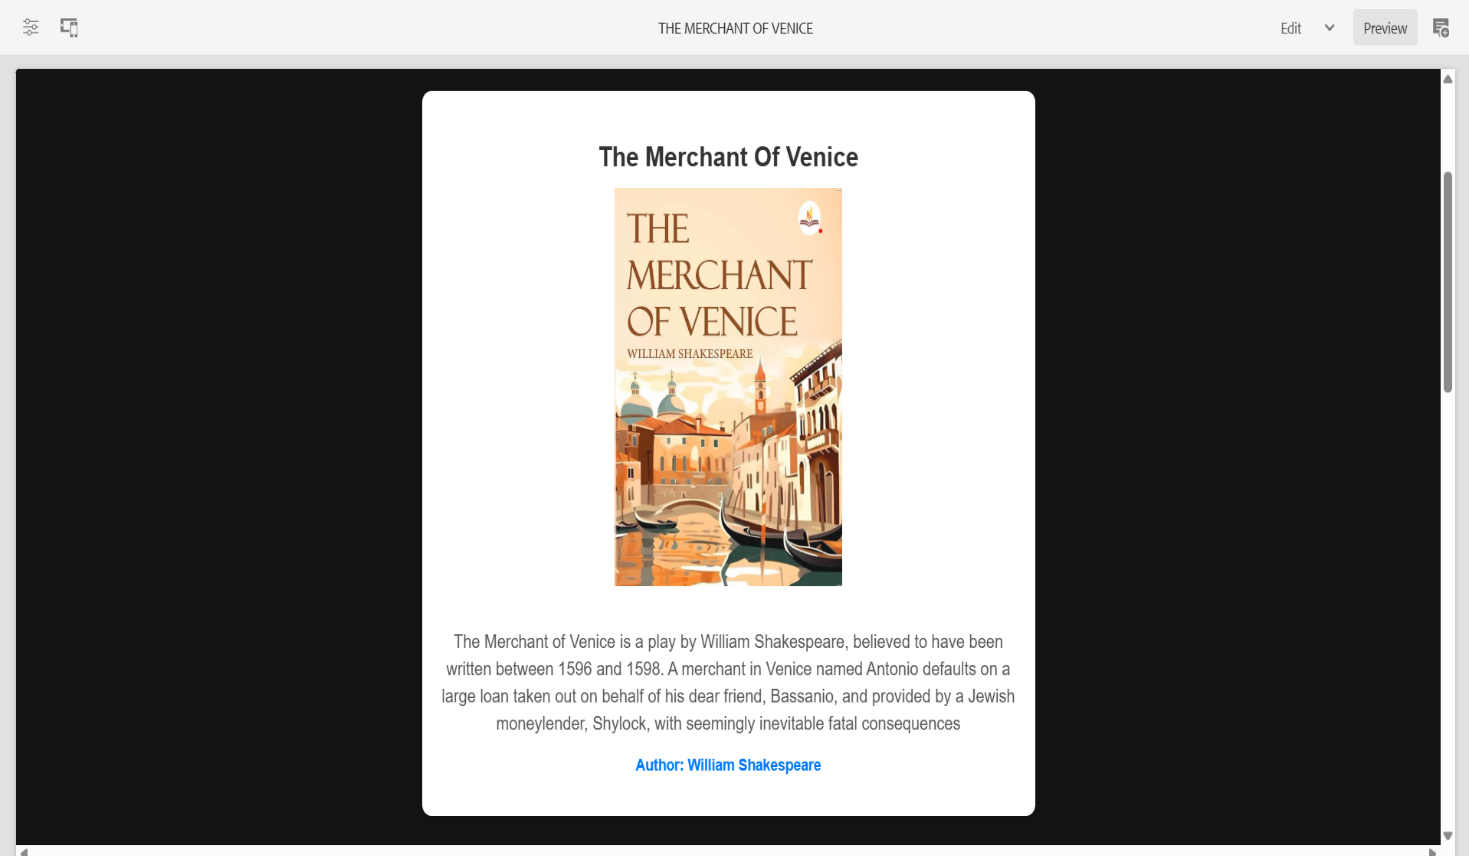 THE MERCHANT OF VENICE
Edit
Preview
The Merchant Of Venice
THE
MERCHANT
OF VENICE
WILLIAM SHAKESPEARE
The Merchant of Venice is a play by William Shakespeare, believed to have been
written between 1596 and 1598. A merchant in Venice named Antonio defaults on a
large loan taken out on behalf of his dear friend, Bassanio, and provided by a Jewish
moneylender, Shylock, with seemingly inevitable fatal consequences
Author: William Shakespeare